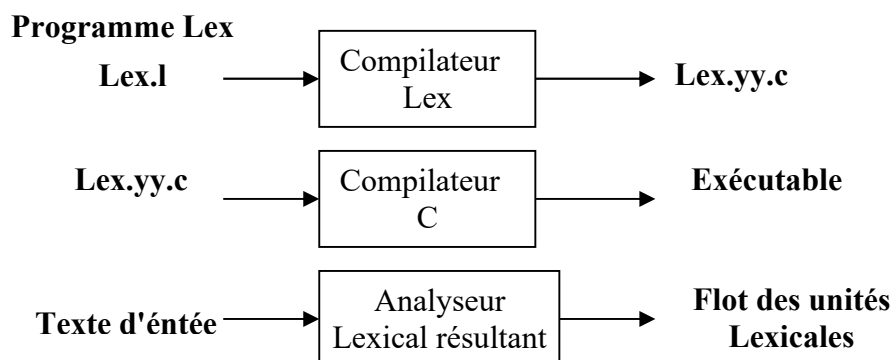 Programme Lex
Lex.l
Compilateur
Lex
Lex.yy.c
Lex.yy.c
Compilateur
C
Exécutable
Texte d'éntée
Analyseur
Lexical résultant
Flot des unités
Lexicales